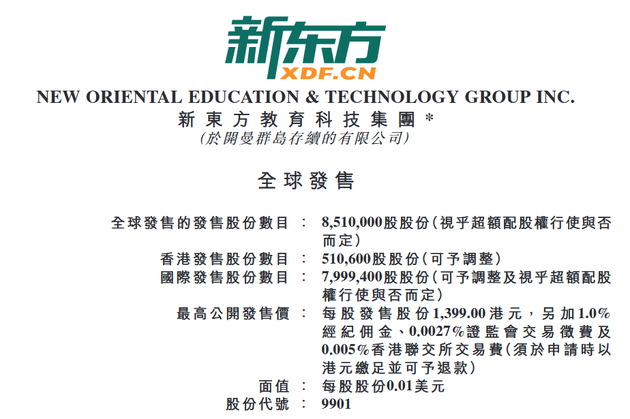 新东方
XDF.CN
NEW ORIENTAL EDUCATION & TECHNOLOGY GROUP INC.
新東方教育科技集團*
(於開曼群島存續的有限公司)
全球發售
全球發售的發售股份數目 : 8,510,000股股份(視乎超額配股權行使與否
而定)
香港發售股份數目 : 510,600股股份(可予調整)
國際發售股份數目 : 7,999,400股股份(可予調整及視乎超額配股
權行使與否而定)
最高公開發售價 : 每股發售股份1,399.00港元,另加1.0%
經紀佣金、0.0027%證監會交易徵費及
0.005%香港聯交所交易費(須於申請時以
港元繳足並可予退款)
面值 : 每股股份0.01美元
股份代號 : 9901